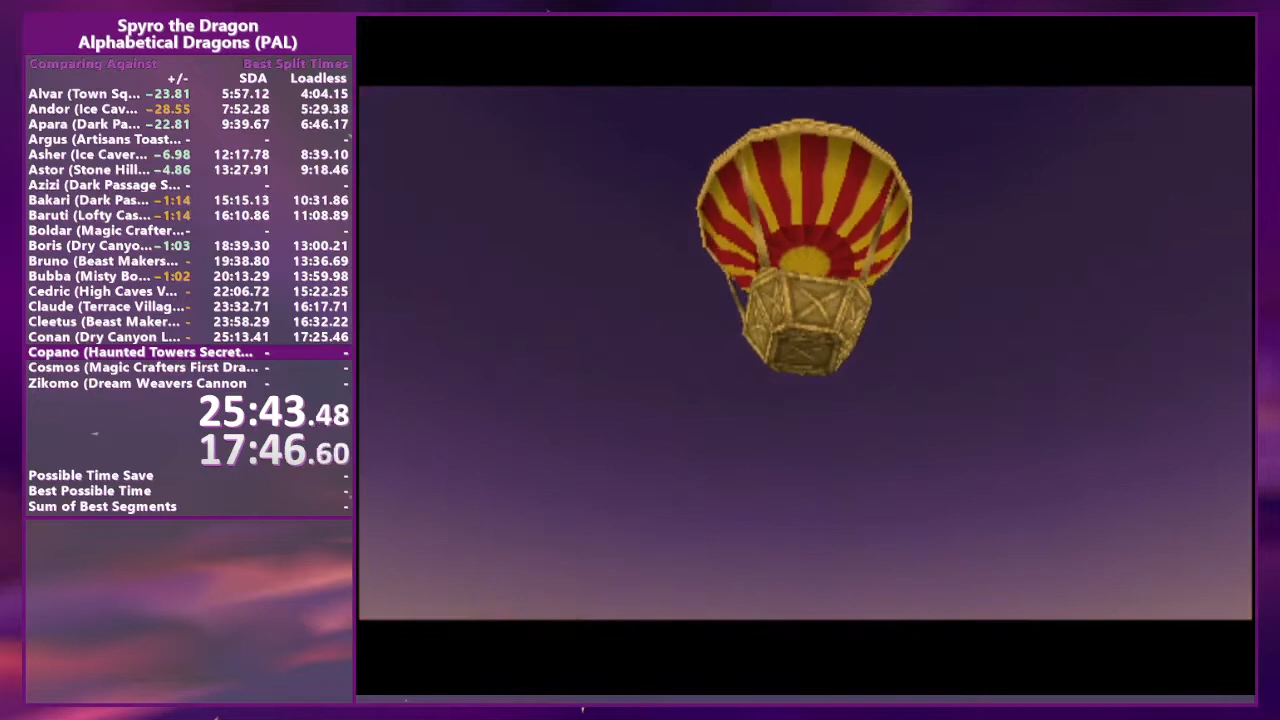 Spyro the Dragon
Alphabetical Dragons (PAL)
Comparing Against Best Split Times
+/- SDA Loadless
Alvar (Town Sq... −23.81 5:57.12 4:04.15
Andor (Ice Cav... −28.55 7:52.28 5:29.38
Apara (Dark Pa... −22.81 9:39.67 6:46.17
Argus (Artisans Toast... - - -
Asher (Ice Caver... −6.98 12:17.78 8:39.10
Astor (Stone Hill... −4.86 13:27.91 9:18.46
Azizi (Dark Passage S... - - -
Bakari (Dark Pas... −1:14 15:15.13 10:31.86
Baruti (Lofty Cas... −1:14 16:10.86 11:08.89
Boldar (Magic Crafter... - - -
Boris (Dry Canyo... −1:03 18:39.30 13:00.21
Bruno (Beast Makers... - 19:38.80 13:36.69
Bubba (Misty Bo... −1:02 20:13.29 13:59.98
Cedric (High Caves V... - 22:06.72 15:22.25
Claude (Terrace Villag... - 23:32.71 16:17.71
Cleetus (Beast Maker... - 23:58.29 16:32.22
Conan (Dry Canyon L... - 25:13.41 17:25.46
Copano (Haunted Towers Secret... - -
Cosmos (Magic Crafters First Dra... - -
Zikomo (Dream Weavers Cannon - -
25:43.48
17:46.60
Possible Time Save -
Best Possible Time -
Sum of Best Segments -